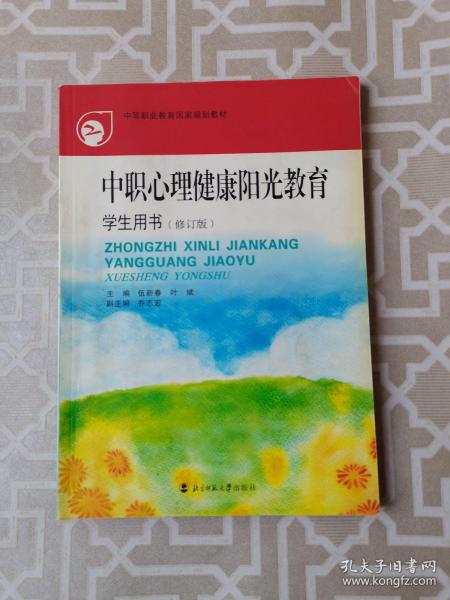 中等职业教育国家规划教材
中职心理健康阳光教育
学生用书（修订版）
ZHONGZHI XINLI JIANKANG
YANGGUANG JIAOYU
XUESHENG YONGSHU
主 编 伍新春 叶 斌
副主编 乔志宏
北京师范大学出版社
孔夫子旧书网
www.kongfz.com